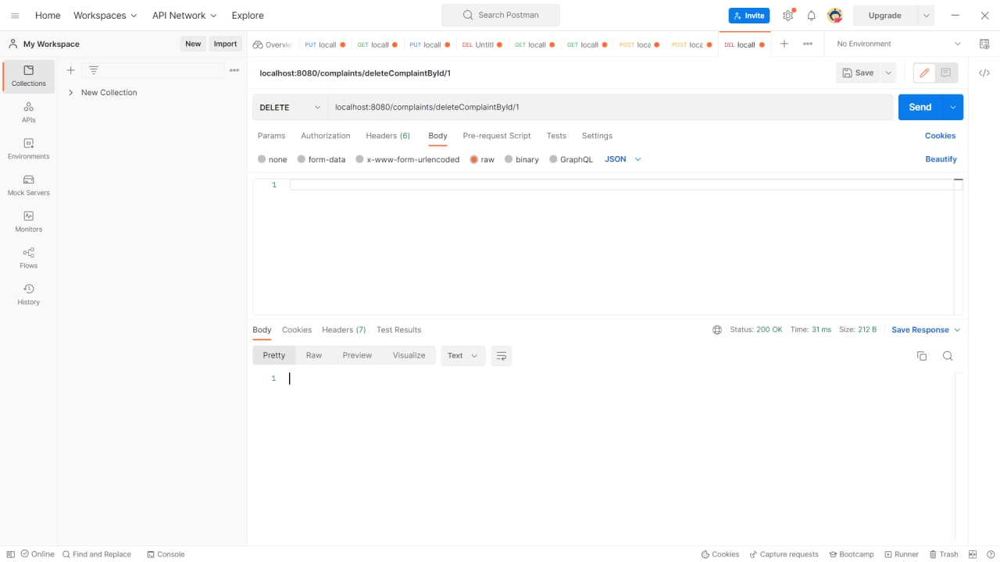 Home Workspaces API Network Explore Search Postman Invite Upgrade
My Workspace New Import Overvie PUT locall GET locall PUT locall DEL Untitl GET locall GET locall POST loca POST loca DEL locall No Environment
Collections
New Collection
APIs
Environments
Mock Servers
Monitors
Flows
History
localhost:8080/complaints/deleteComplaintById/1 Save
DELETE localhost:8080/complaints/deleteComplaintById/1 Send
Params Authorization Headers (6) Body Pre-request Script Tests Settings Cookies
none form-data x-www-form-urlencoded raw binary GraphQL JSON Beautify
1
Body Cookies Headers (7) Test Results Status: 200 OK Time: 31 ms Size: 212 B Save Response
Pretty Raw Preview Visualize Text
1
Online Find and Replace Console Cookies Capture requests Bootcamp Runner Trash